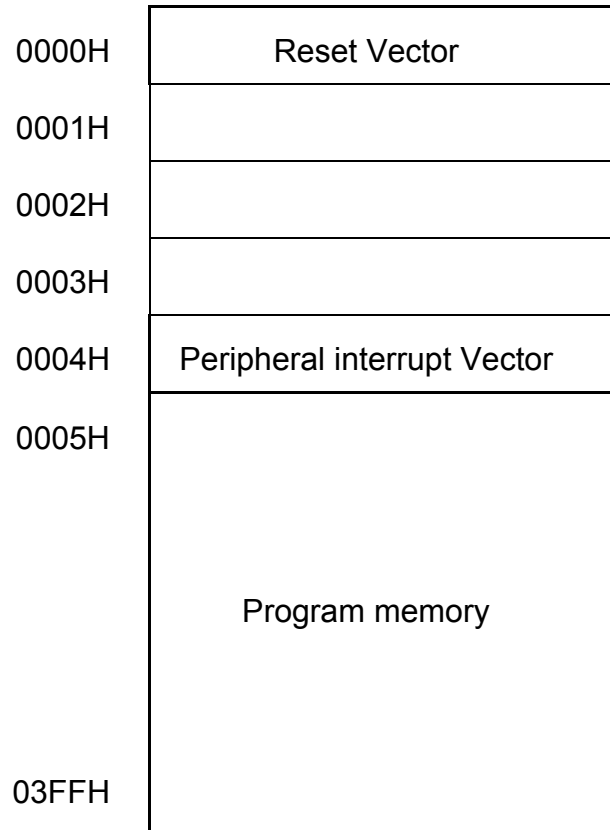 0000H Reset Vector
0001H
0002H
0003H
0004H Peripheral interrupt Vector
0005H
Program memory
03FFH